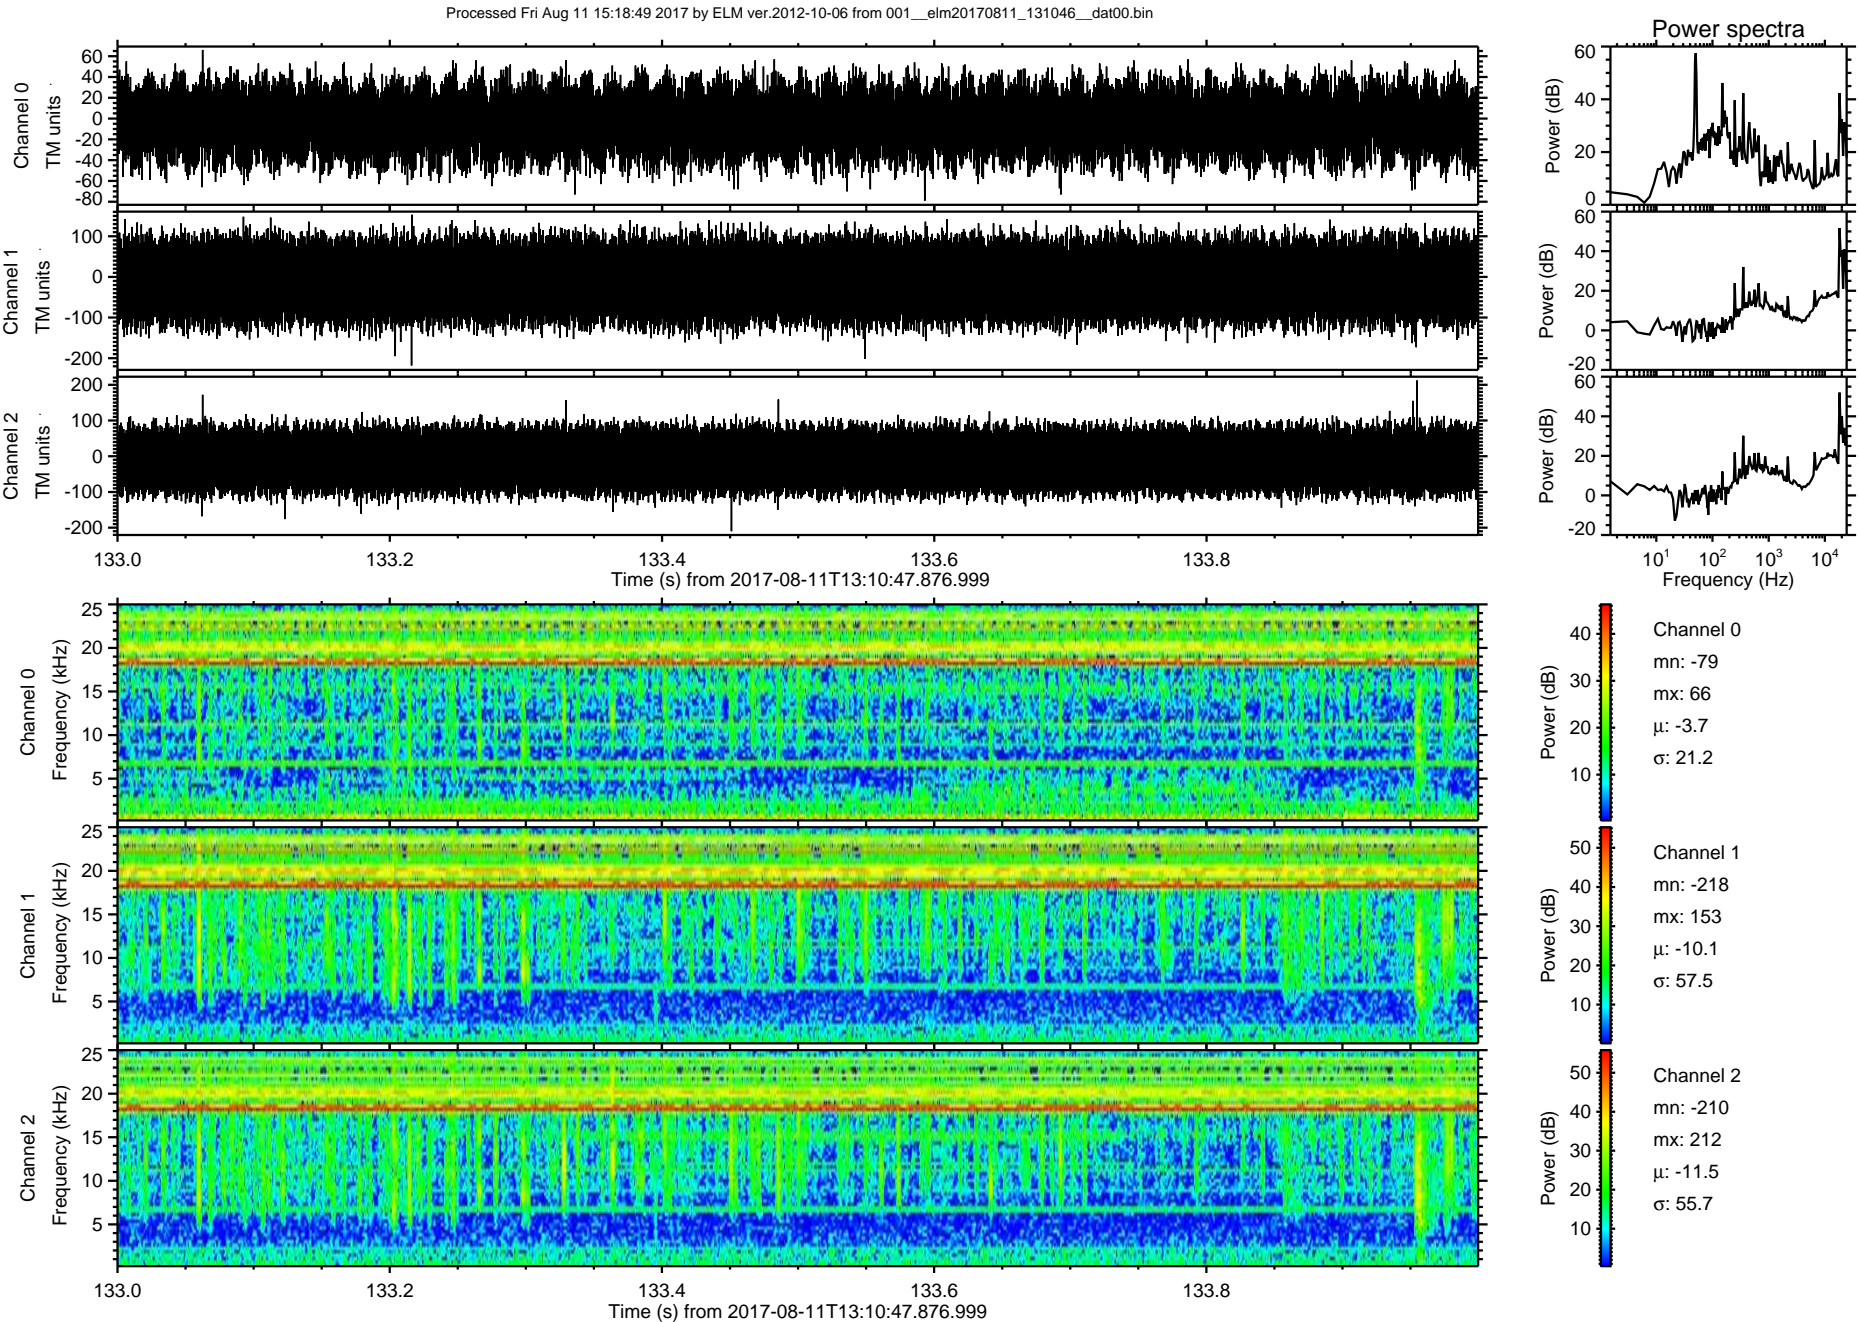 Processed Fri Aug 11 15:18:49 2017 by ELM ver.2012-10-06 from 001__elm20170811_131046__dat00.bin
Power spectra
Channel 0
TM units
60
40
20
0
-20
-40
-60
-80
Power (dB)
60
40
20
0
Channel 1
TM units
100
0
-100
-200
Power (dB)
60
40
20
0
-20
Channel 2
TM units
200
100
0
-100
-200
Power (dB)
60
40
20
0
-20
133.0 133.2 133.4 133.6 133.8
Time (s) from 2017-08-11T13:10:47.876.999
10^1 10^2 10^3 10^4
Frequency (Hz)
Channel 0
Frequency (kHz)
25
20
15
10
5
Power (dB)
40
30
20
10
Channel 0
mn: -79
mx: 66
μ: -3.7
σ: 21.2
Channel 1
Frequency (kHz)
25
20
15
10
5
Power (dB)
50
40
30
20
10
Channel 1
mn: -218
mx: 153
μ: -10.1
σ: 57.5
Channel 2
Frequency (kHz)
25
20
15
10
5
Power (dB)
50
40
30
20
10
Channel 2
mn: -210
mx: 212
μ: -11.5
σ: 55.7
133.0 133.2 133.4 133.6 133.8
Time (s) from 2017-08-11T13:10:47.876.999